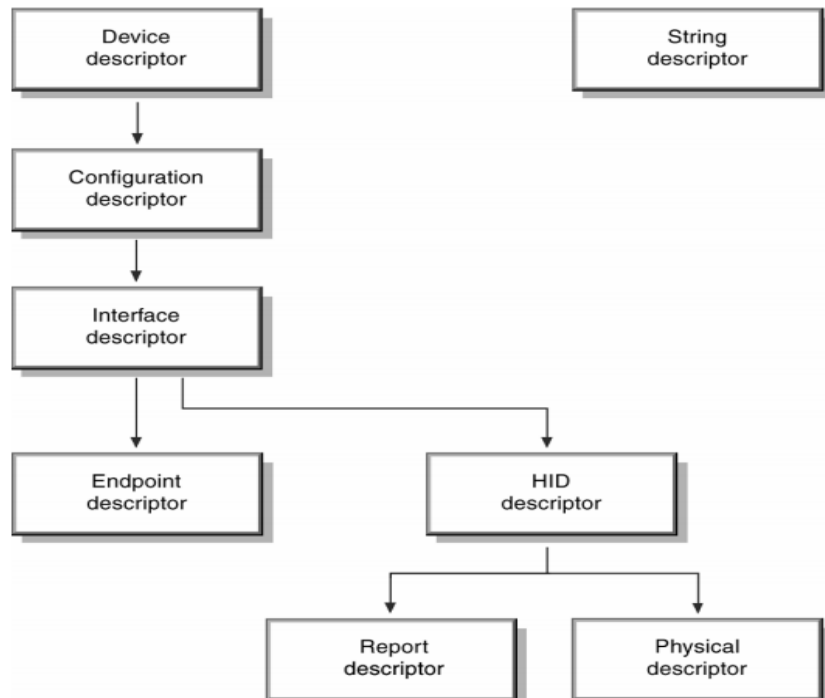 Device
descriptor
String
descriptor
Configuration
descriptor
Interface
descriptor
Endpoint
descriptor
HID
descriptor
Report
descriptor
Physical
descriptor